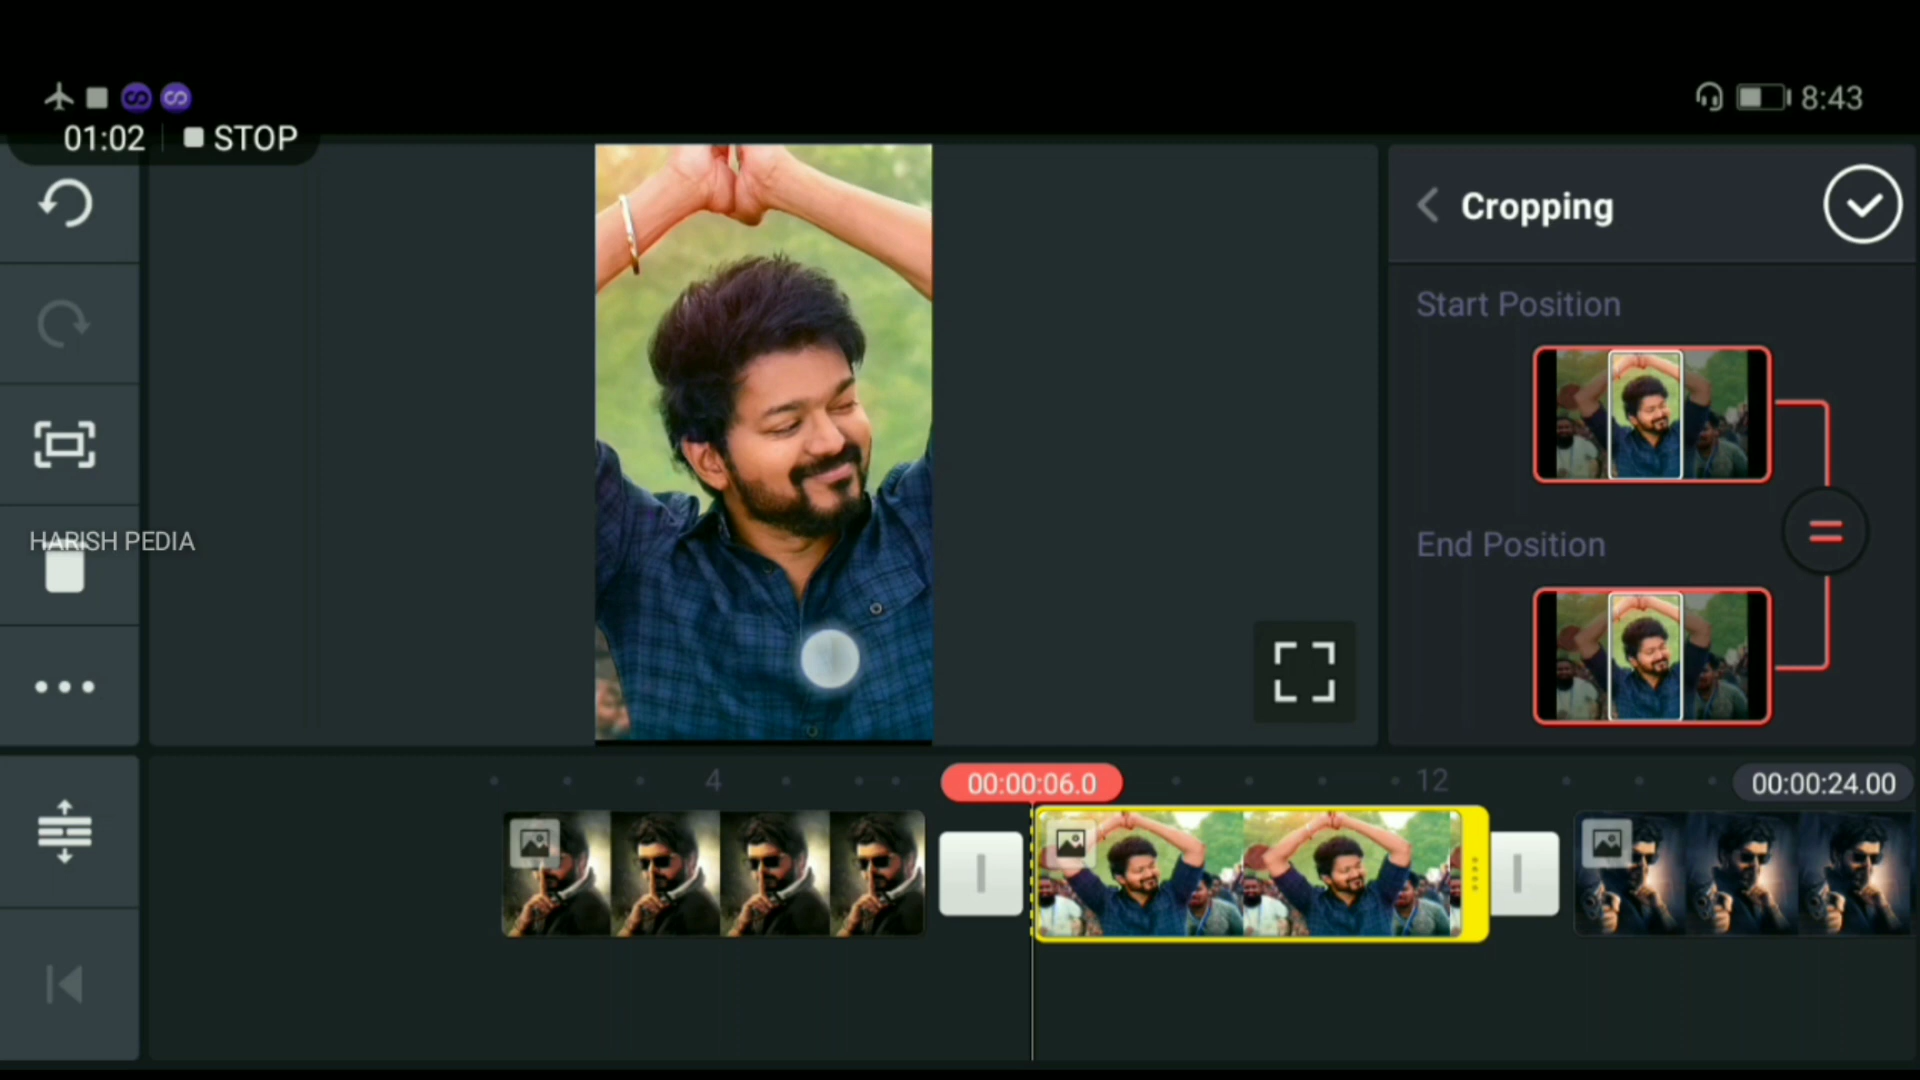 8:43
01:02 STOP
Cropping
Start Position
HARISH PEDIA
End Position
4
00:00:06.0
12
00:00:24.00